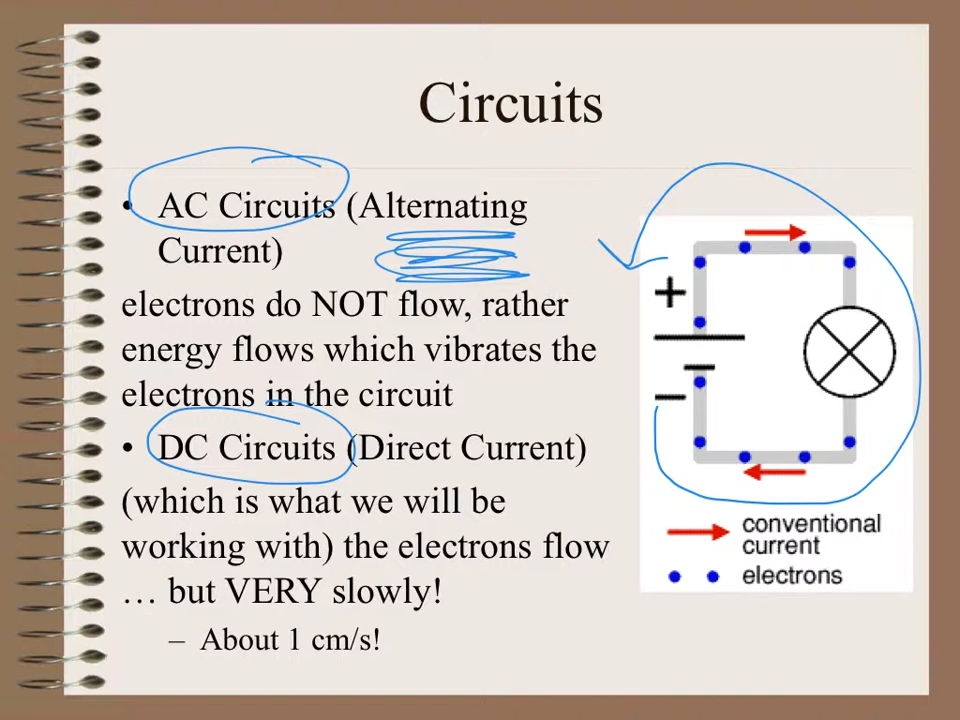 Circuits
• AC Circuits (Alternating
Current)
electrons do NOT flow, rather
energy flows which vibrates the
electrons in the circuit
• DC Circuits (Direct Current)
(which is what we will be
working with) the electrons flow
… but VERY slowly!
– About 1 cm/s!
+
–
conventional
current
electrons